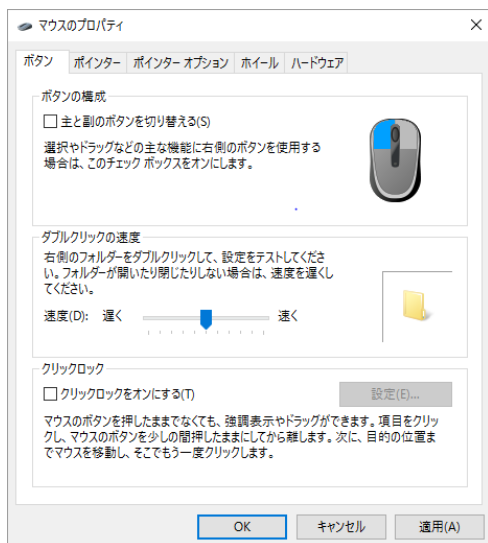 マウスのプロパティ
ボタン ポインター ポインター オプション ホイール ハードウェア
ボタンの構成
主と副のボタンを切り替える(S)
選択やドラッグなどの主な機能に右側のボタンを使用する
場合は、このチェック ボックスをオンにします。
ダブルクリックの速度
右側のフォルダーをダブルクリックして、設定をテストしてくださ
い。フォルダーが開いたり閉じたりしない場合は、速度を遅くし
てください。
速度(D): 遅く 速く
クリックロック
クリックロックをオンにする(T) 設定(E)...
マウスのボタンを押したままでなくても、強調表示やドラッグができます。項目をクリッ
クし、マウスのボタンを少しの間押したままにしてから離します。次に、目的の位置ま
でマウスを移動し、そこでもう一度クリックします。
OK キャンセル 適用(A)